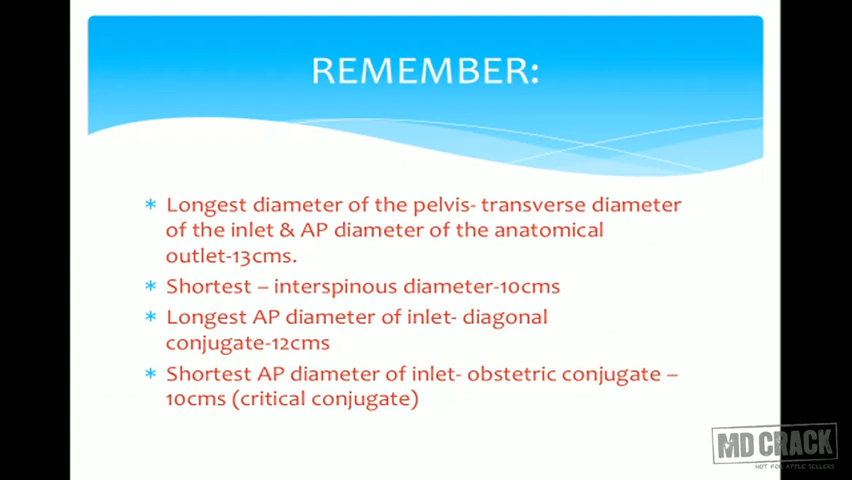 REMEMBER:
* Longest diameter of the pelvis- transverse diameter
of the inlet & AP diameter of the anatomical
outlet-13cms.
* Shortest – interspinous diameter-10cms
* Longest AP diameter of inlet- diagonal
conjugate-12cms
* Shortest AP diameter of inlet- obstetric conjugate –
10cms (critical conjugate)
MD CRACK
NOT FOR APPLE SELLERS